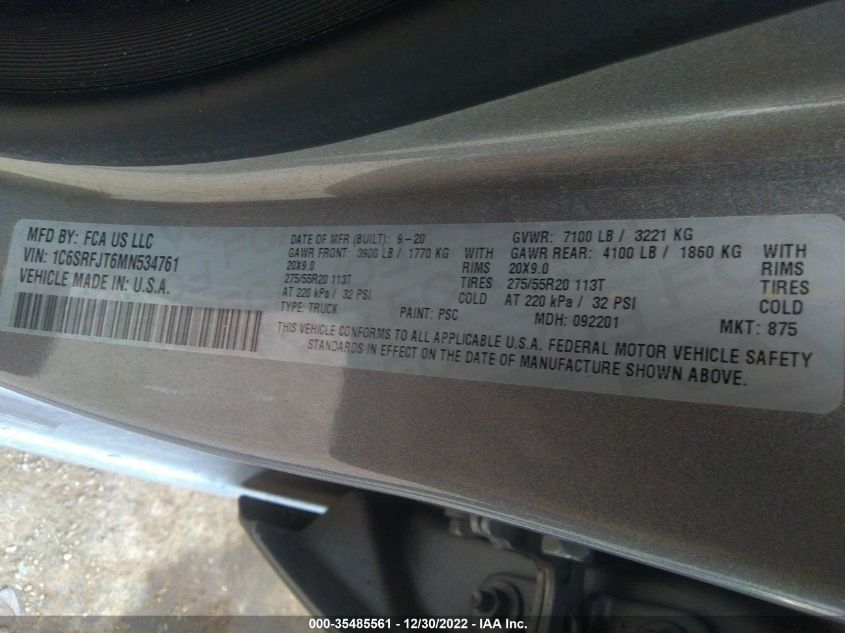 MFD BY: FCA US LLC
VIN: 1C6SRFJT6MN534761
VEHICLE MADE IN: U.S.A.
DATE OF MFR (BUILT): 9-20 GVWR: 7100 LB / 3221 KG
GAWR FRONT: 3900 LB / 1770 KG WITH GAWR REAR: 4100 LB / 1860 KG WITH
20X9.0 RIMS 20X9.0 RIMS
275/55R20 113T TIRES 275/55R20 113T TIRES
AT 220 kPa / 32 PSI COLD AT 220 kPa / 32 PSI COLD
TYPE: TRUCK PAINT: PSC MDH: 092201 MKT: 875
THIS VEHICLE CONFORMS TO ALL APPLICABLE U.S.A. FEDERAL MOTOR VEHICLE SAFETY
STANDARDS IN EFFECT ON THE DATE OF MANUFACTURE SHOWN ABOVE.
000-35485561 - 12/30/2022 - IAA Inc.